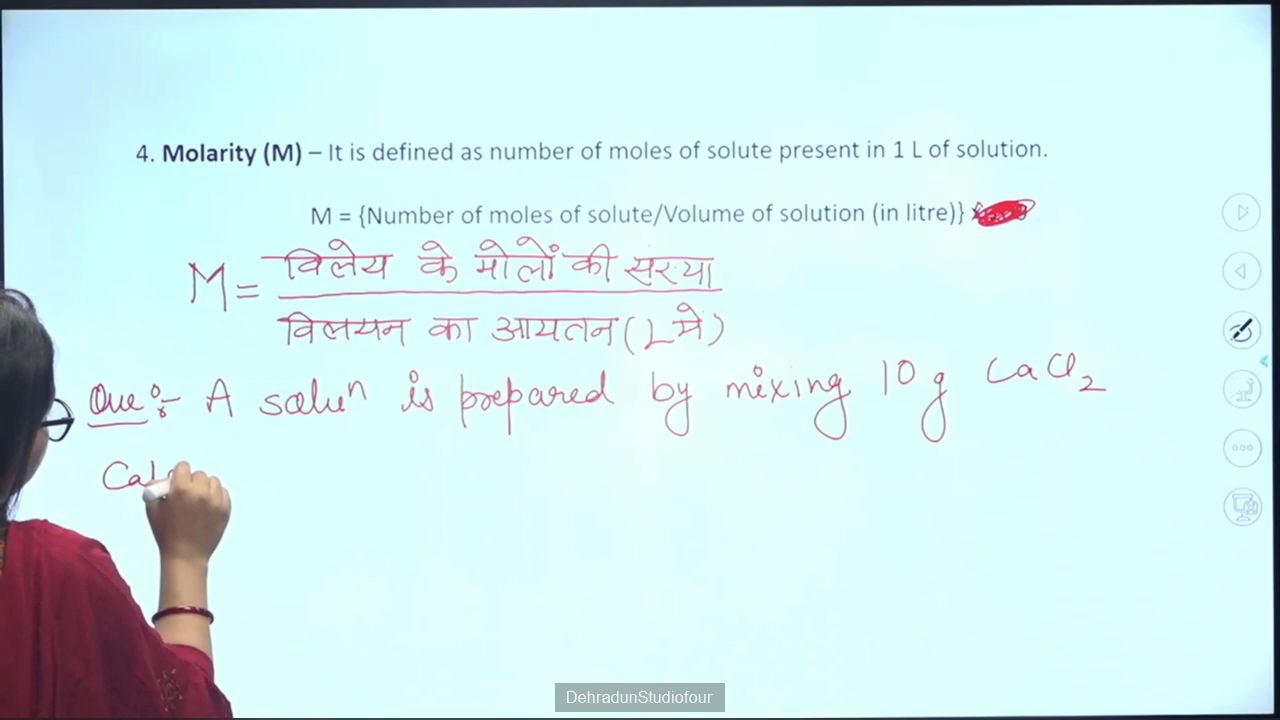 4. Molarity (M) – It is defined as number of moles of solute present in 1 L of solution.
M = {Number of moles of solute/Volume of solution (in litre)}
M = विलेय के मोलों की संख्या
विलयन का आयतन (L में)
Que :- A soluⁿ is prepared by mixing 10 g CaCl₂
DehradunStudiofour